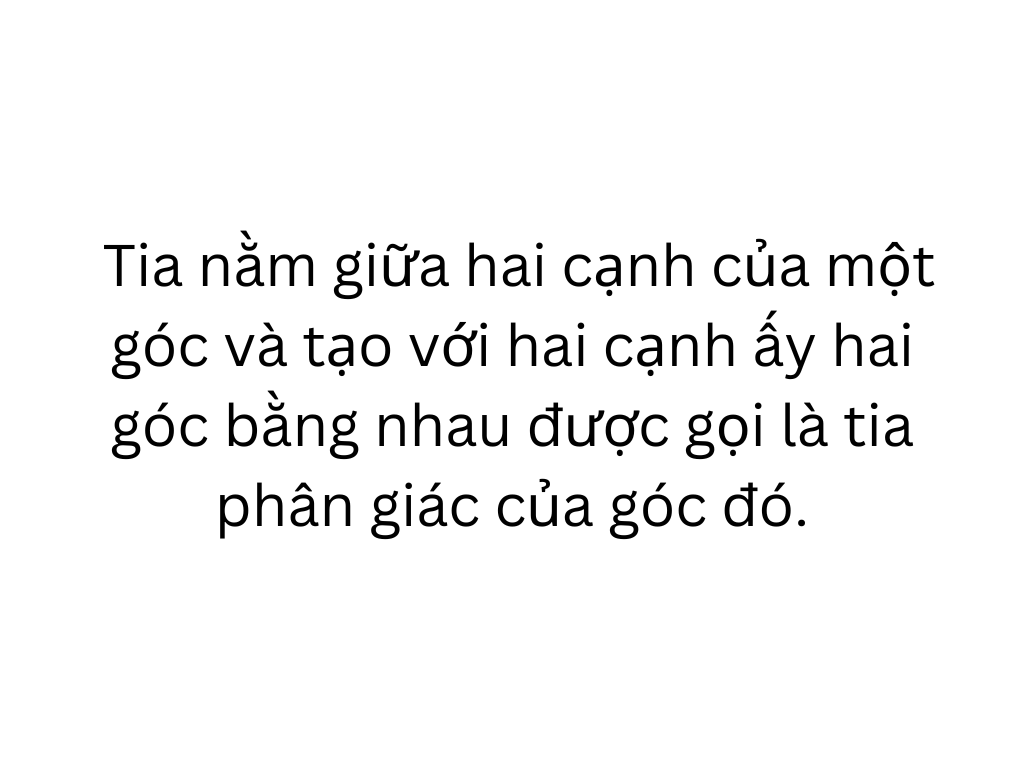 Tia nằm giữa hai cạnh của một
góc và tạo với hai cạnh ấy hai
góc bằng nhau được gọi là tia
phân giác của góc đó.